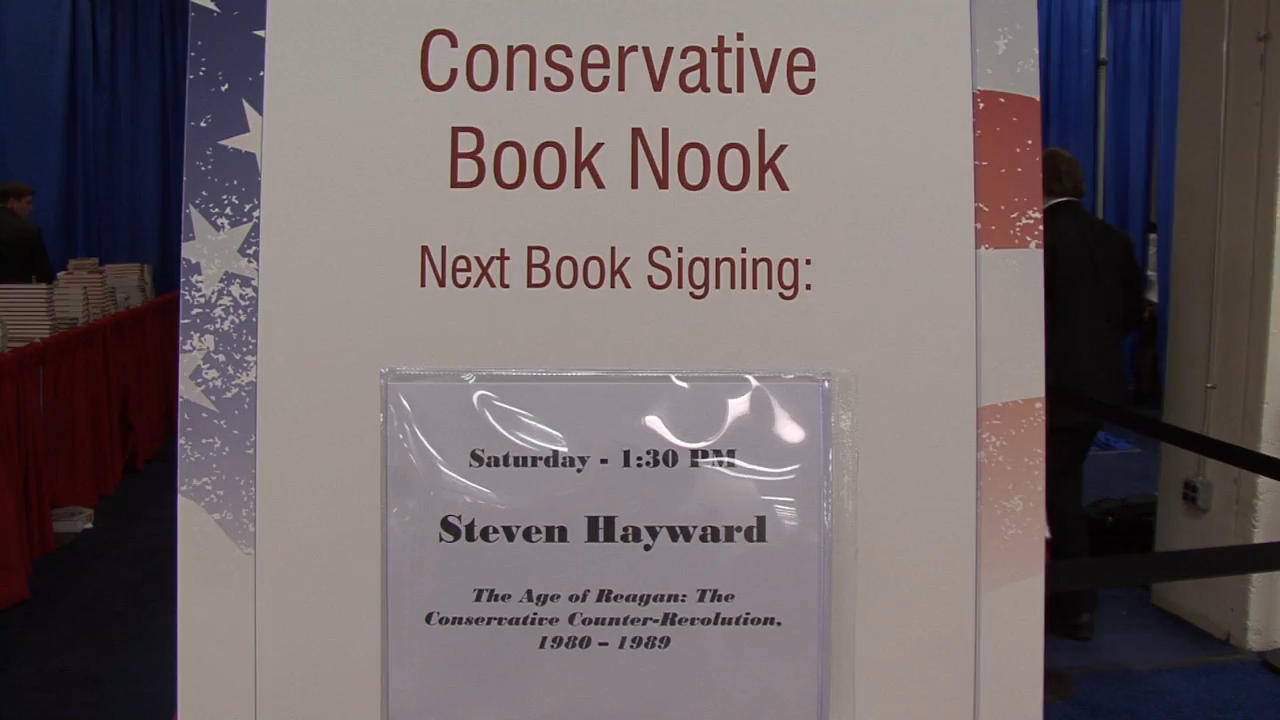 Conservative
Book Nook
Next Book Signing:
Saturday - 1:30 PM
Steven Hayward
The Age of Reagan: The
Conservative Counter-Revolution,
1980 – 1989